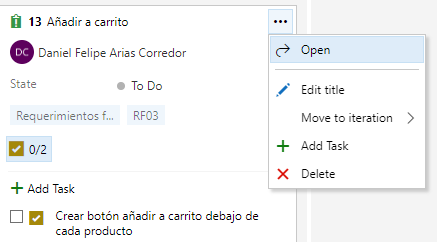 13 Añadir a carrito
DC Daniel Felipe Arias Corredor
State To Do
Requerimientos f... RF03
0/2
Add Task
Crear botón añadir a carrito debajo de
cada producto
Open
Edit title
Move to iteration
Add Task
Delete